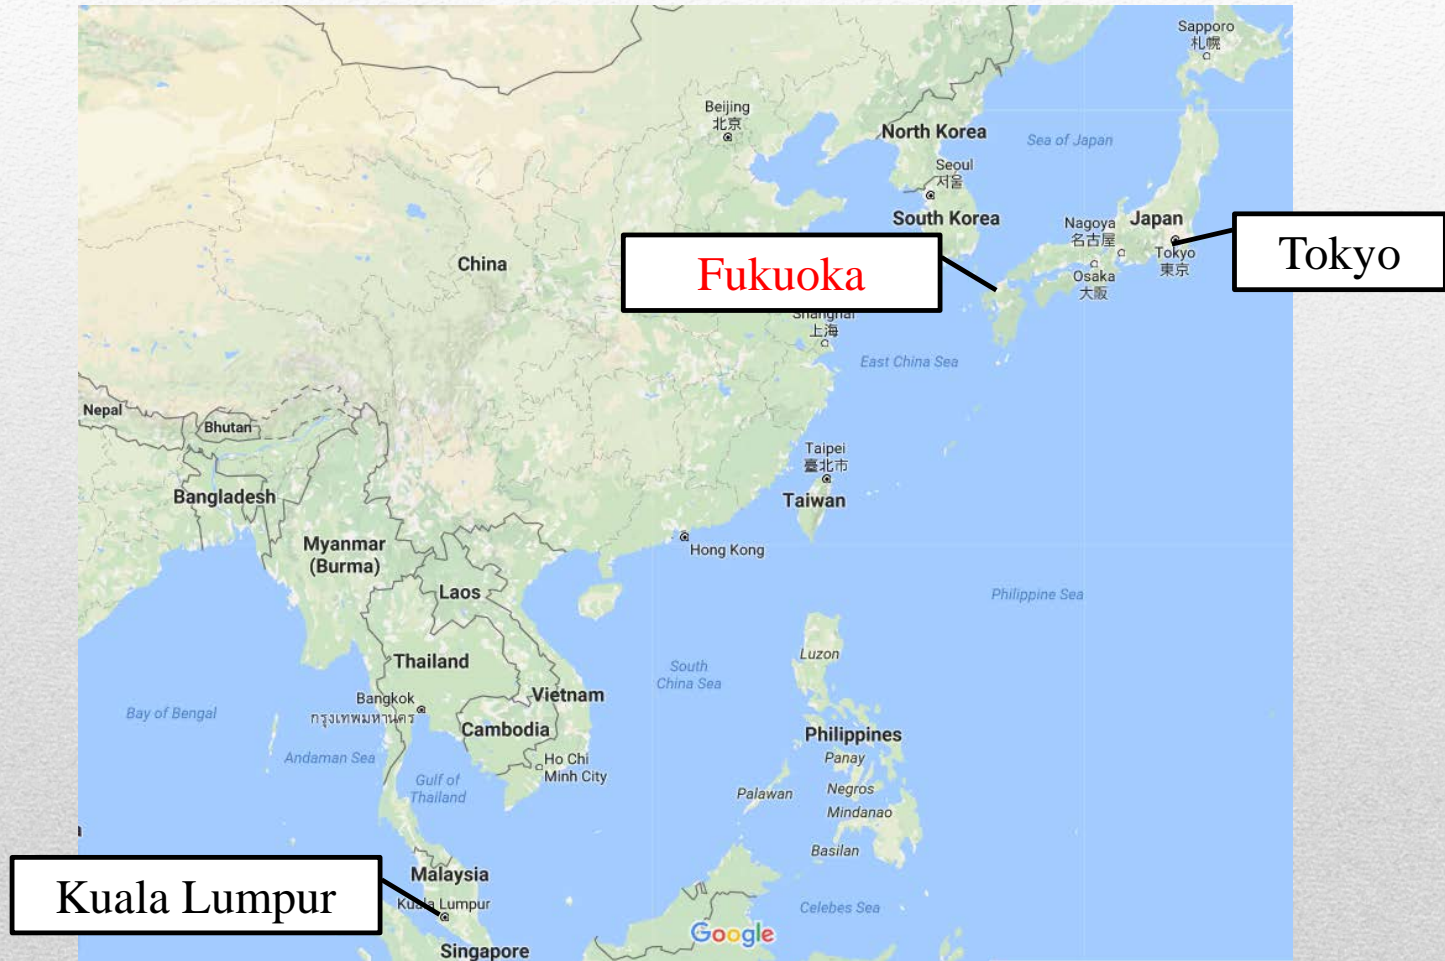 Sapporo
札幌
Beijing
北京
North Korea
Sea of Japan
Seoul
서울
South Korea
Nagoya
名古屋
Japan
Tokyo
Tokyo
東京
China
Fukuoka
Osaka
大阪
Shanghai
上海
East China Sea
Nepal
Bhutan
Taipei
臺北市
Bangladesh
Taiwan
Myanmar
(Burma)
Hong Kong
Laos
Philippine Sea
Luzon
Thailand
South
China Sea
Vietnam
Bangkok
กรุงเทพมหานคร
Bay of Bengal
Cambodia
Philippines
Andaman Sea
Ho Chi
Minh City
Panay
Gulf of
Thailand
Palawan
Negros
Mindanao
Basilan
Malaysia
Kuala Lumpur
Kuala Lumpur
Celebes Sea
Google
Singapore